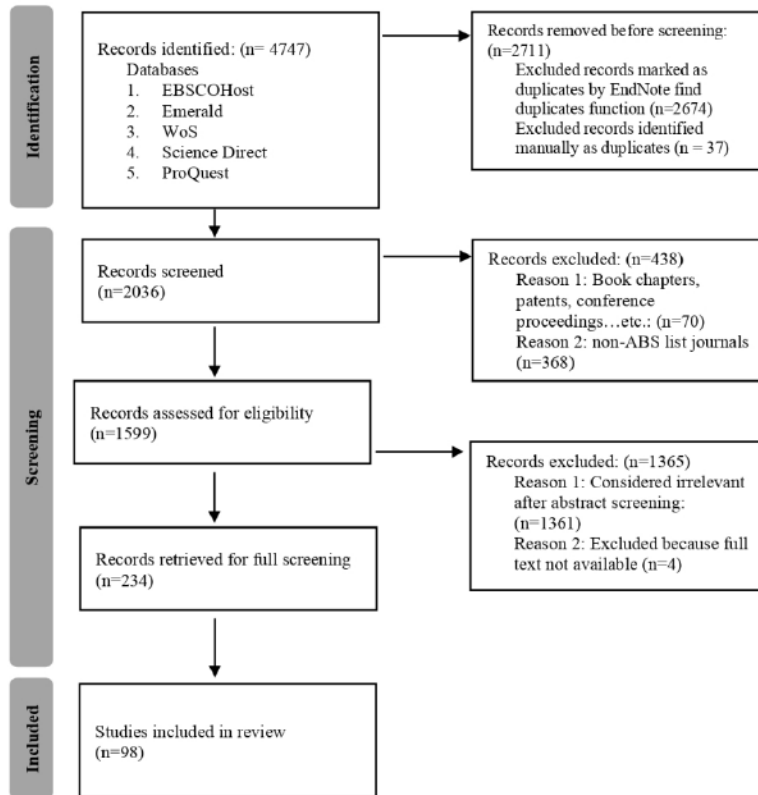 Identification
Records identified: (n= 4747)
Databases
1. EBSCOHost
2. Emerald
3. WoS
4. Science Direct
5. ProQuest
Records removed before screening:
(n=2711)
Excluded records marked as
duplicates by EndNote find
duplicates function (n=2674)
Excluded records identified
manually as duplicates (n = 37)
Screening
Records screened
(n=2036)
Records excluded: (n=438)
Reason 1: Book chapters,
patents, conference
proceedings…etc.: (n=70)
Reason 2: non-ABS list journals
(n=368)
Records assessed for eligibility
(n=1599)
Records excluded: (n=1365)
Reason 1: Considered irrelevant
after abstract screening:
(n=1361)
Reason 2: Excluded because full
text not available (n=4)
Records retrieved for full screening
(n=234)
Included
Studies included in review
(n=98)